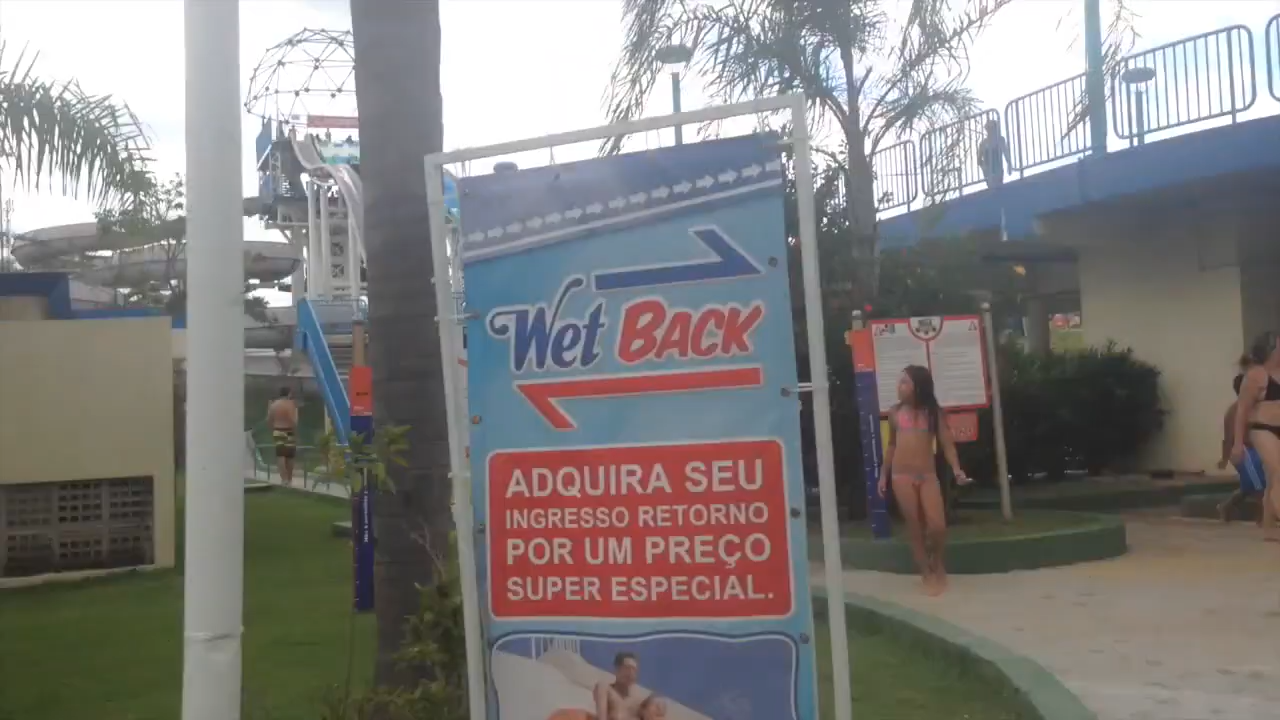 Wet BACK
ADQUIRA SEU
INGRESSO RETORNO
POR UM PREÇO
SUPER ESPECIAL.